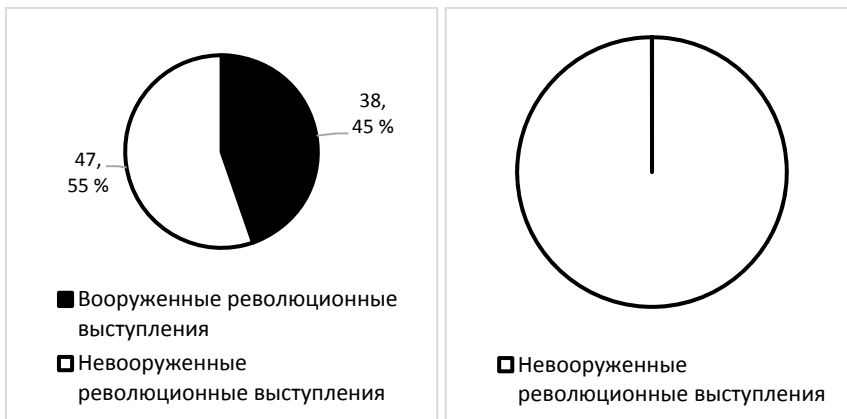 38,
45 %
47,
55 %
Вооруженные революционные
выступления
Невооруженные
революционные выступления
Невооруженные
революционные выступления